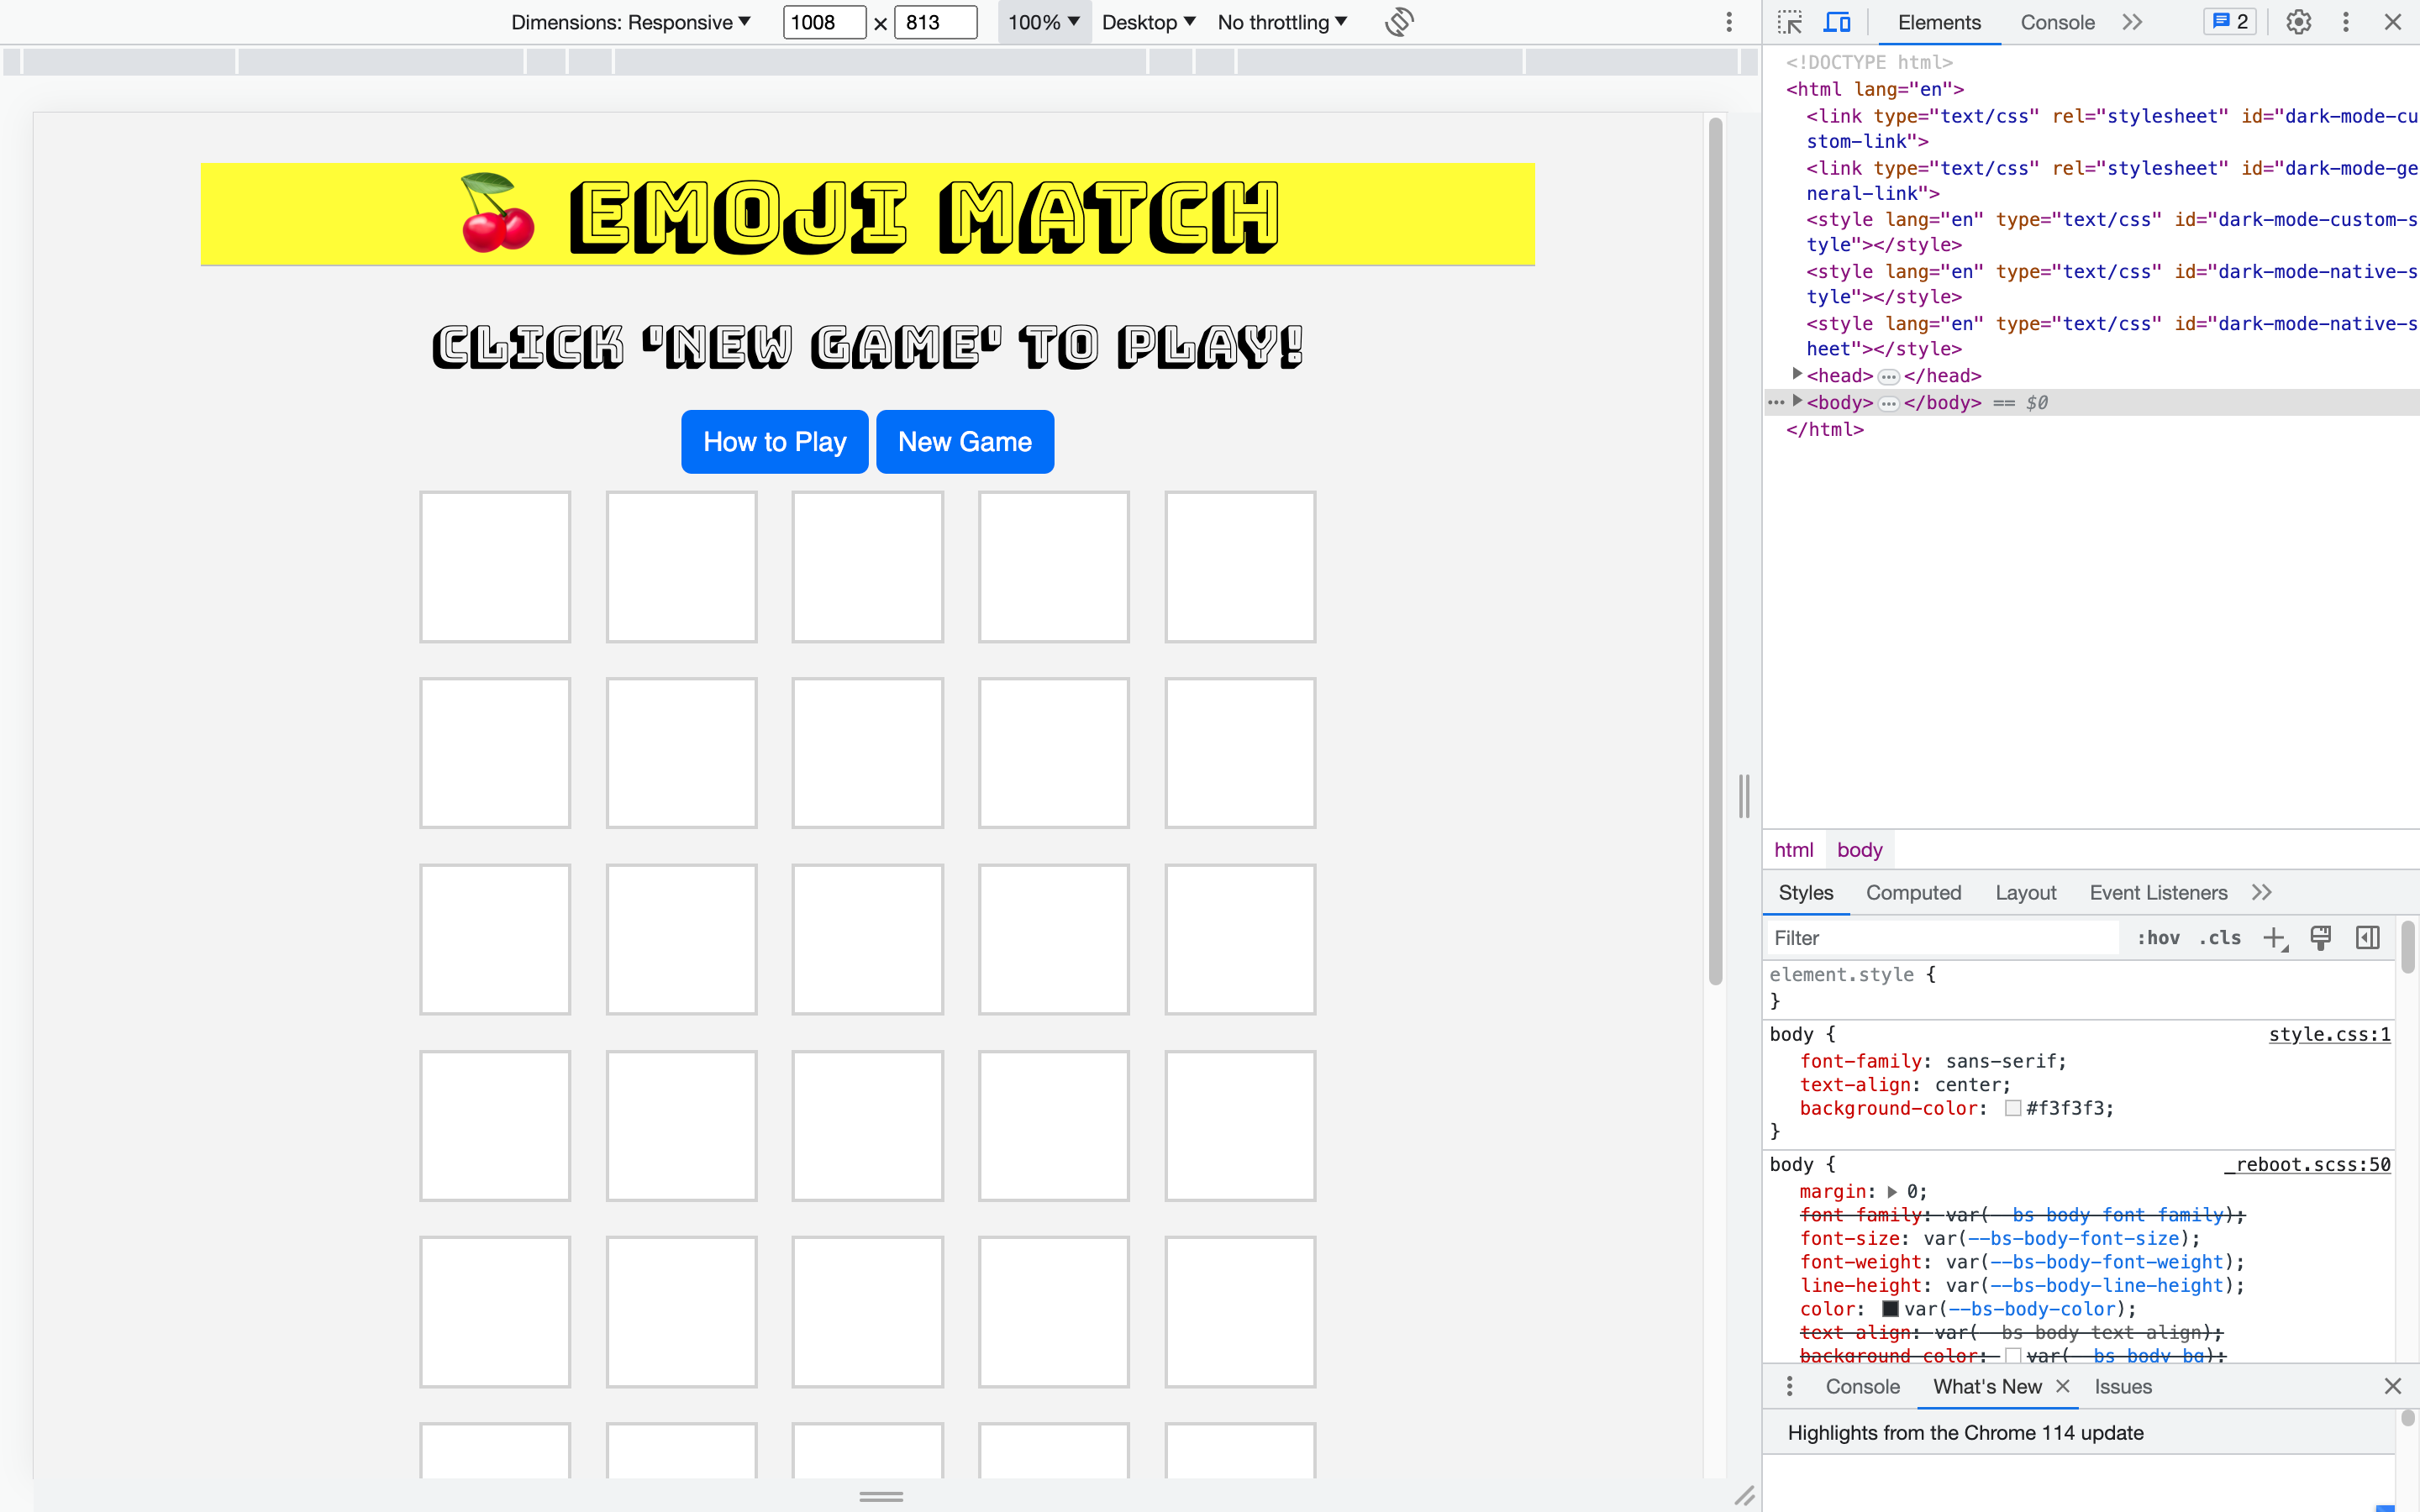 Dimensions: Responsive 1008 × 813 100% Desktop No throttling
🍒 EMOJI MATCH
CLICK 'NEW GAME' TO PLAY!
How to Play New Game
Elements Console 2
<!DOCTYPE html>
<html lang="en">
<link type="text/css" rel="stylesheet" id="dark-mode-cu
stom-link">
<link type="text/css" rel="stylesheet" id="dark-mode-ge
neral-link">
<style lang="en" type="text/css" id="dark-mode-custom-s
tyle"></style>
<style lang="en" type="text/css" id="dark-mode-native-s
tyle"></style>
<style lang="en" type="text/css" id="dark-mode-native-s
heet"></style>
<head> … </head>
… <body> … </body> == $0
</html>
html body
Styles Computed Layout Event Listeners
Filter :hov .cls
element.style {
}
body { style.css:1
font-family: sans-serif;
text-align: center;
background-color: #f3f3f3;
}
body { _reboot.scss:50
margin: 0;
font-family: var(--bs-body-font-family);
font-size: var(--bs-body-font-size);
font-weight: var(--bs-body-font-weight);
line-height: var(--bs-body-line-height);
color: var(--bs-body-color);
text-align: var(--bs-body-text-align);
background-color: var(--bs-body-bg);
Console What's New Issues
Highlights from the Chrome 114 update